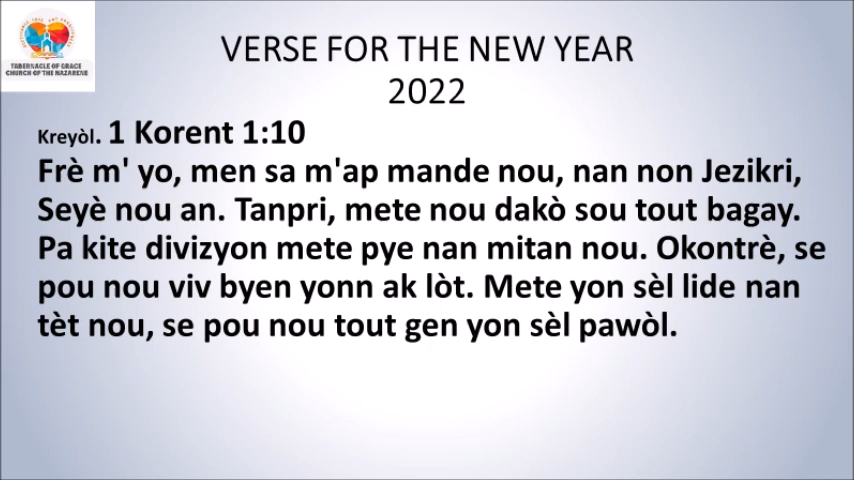 TABERNACLE OF GRACE
CHURCH OF THE NAZARENE
VERSE FOR THE NEW YEAR
2022
Kreyòl. 1 Korent 1:10
Frè m' yo, men sa m'ap mande nou, nan non Jezikri,
Seyè nou an. Tanpri, mete nou dakò sou tout bagay.
Pa kite divizyon mete pye nan mitan nou. Okontrè, se
pou nou viv byen yonn ak lòt. Mete yon sèl lide nan
tèt nou, se pou nou tout gen yon sèl pawòl.